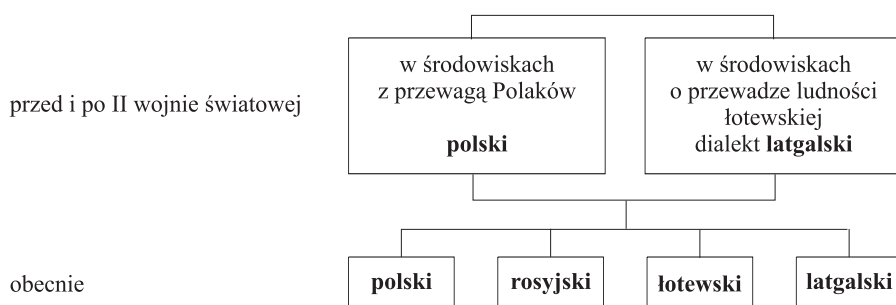 przed i po II wojnie światowej
w środowiskach
z przewagą Polaków
polski
w środowiskach
o przewadze ludności
łotewskiej
dialekt latgalski
obecnie
polski
rosyjski
łotewski
latgalski